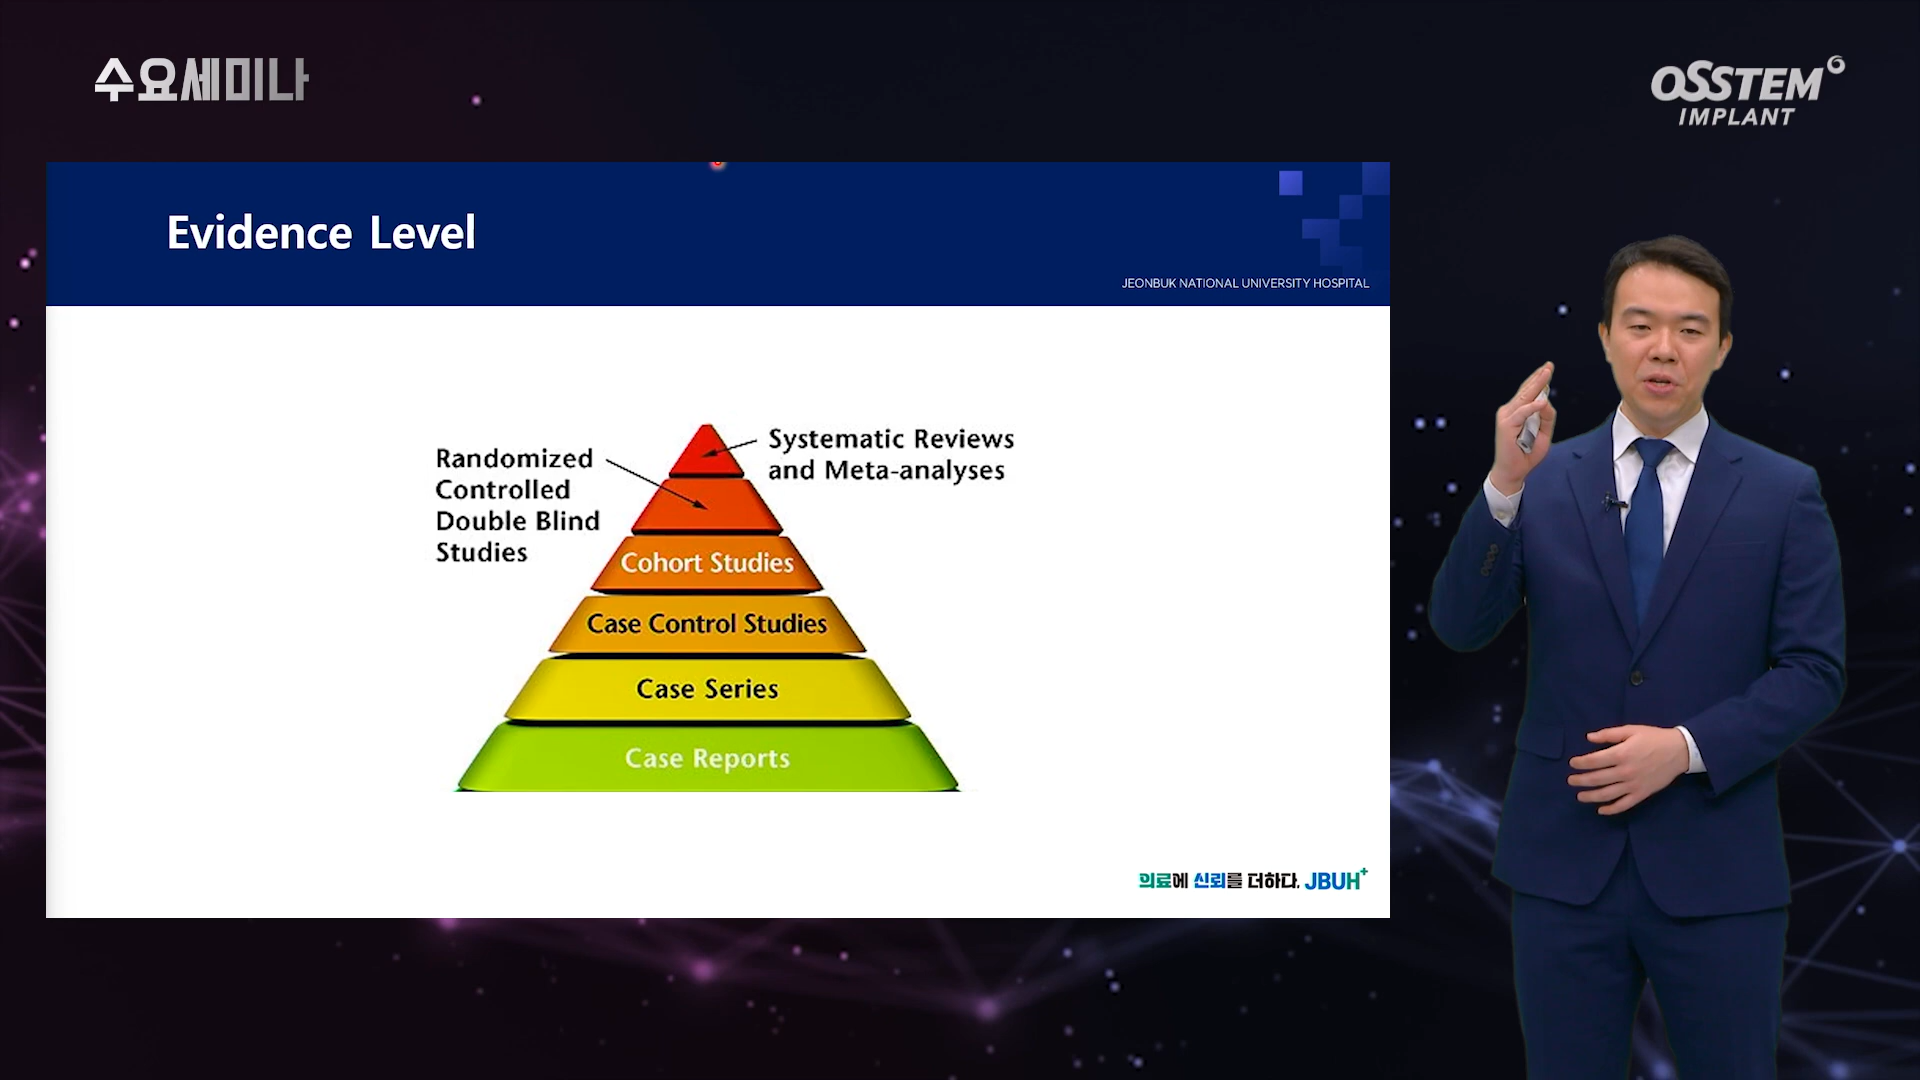 수요세미나
OSSTEM
IMPLANT
Evidence Level
JEONBUK NATIONAL UNIVERSITY HOSPITAL
Systematic Reviews
and Meta-analyses
Randomized
Controlled
Double Blind
Studies
Cohort Studies
Case Control Studies
Case Series
Case Reports
의료에 신뢰를 더하다. JBUH+